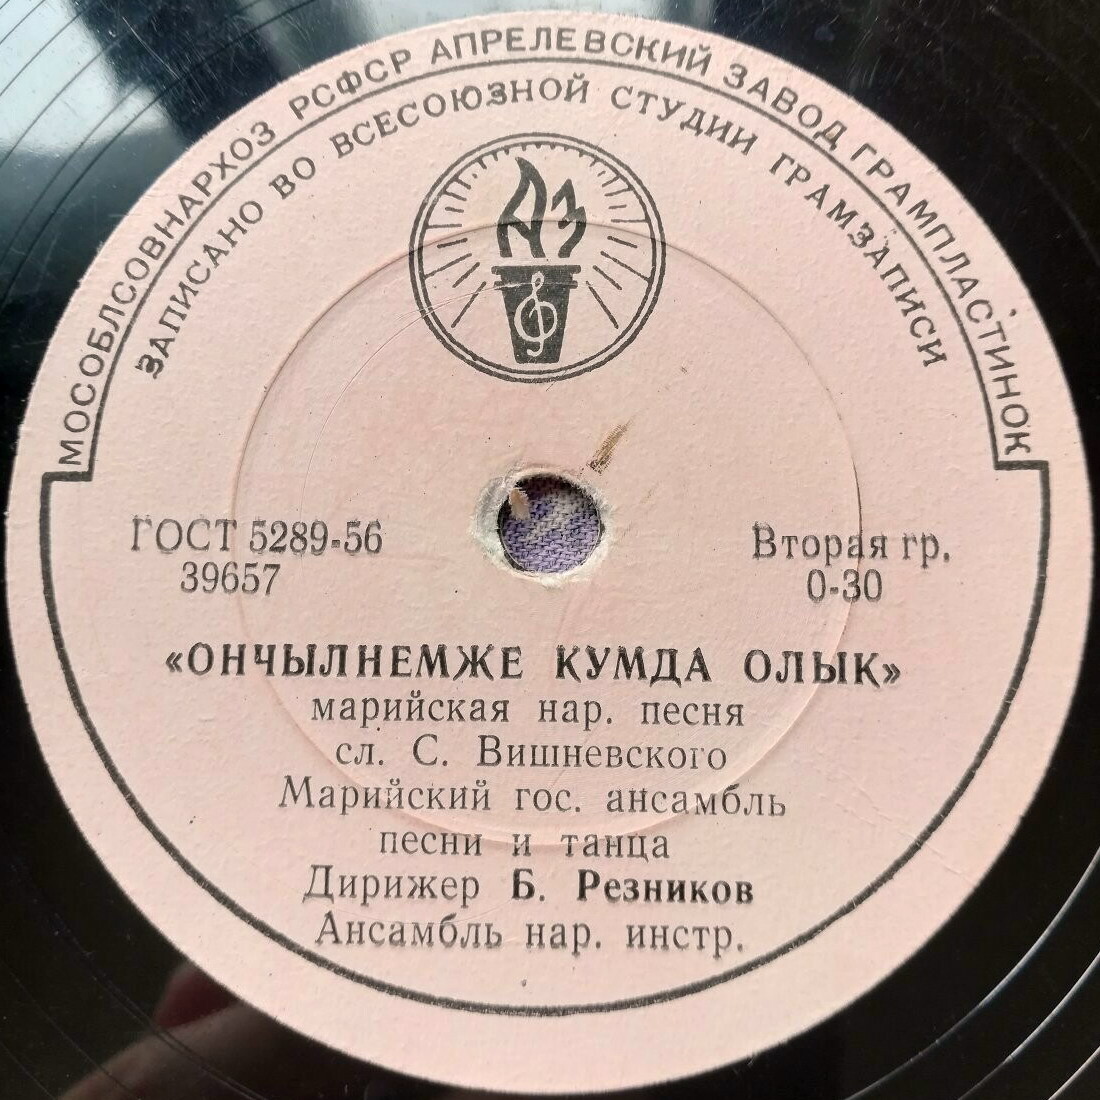 МОСОБЛСОВНАРХОЗ РСФСР АПРЕЛЕВСКИЙ ЗАВОД ГРАМПЛАСТИНОК
ЗАПИСАНО ВО ВСЕСОЮЗНОЙ СТУДИИ ГРАМЗАПИСИ
АЗ
ГОСТ 5289-56
39657
Вторая гр.
0-30
«ОНЧЫЛНЕМЖЕ КУМДА ОЛЫК»
марийская нар. песня
сл. С. Вишневского
Марийский гос. ансамбль
песни и танца
Дирижер Б. Резников
Ансамбль нар. инстр.